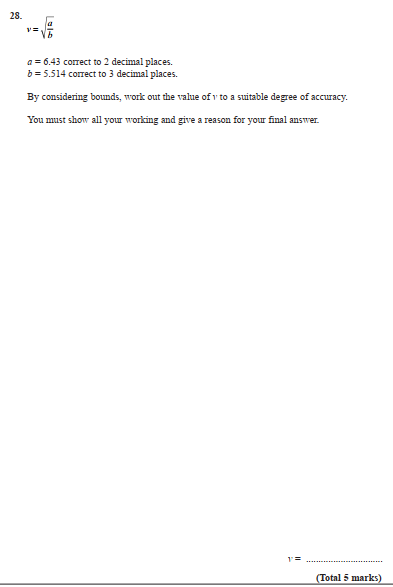 28.
v = √a/b
a = 6.43 correct to 2 decimal places.
b = 5.514 correct to 3 decimal places.
By considering bounds, work out the value of v to a suitable degree of accuracy.
You must show all your working and give a reason for your final answer.
v = ................................
(Total 5 marks)